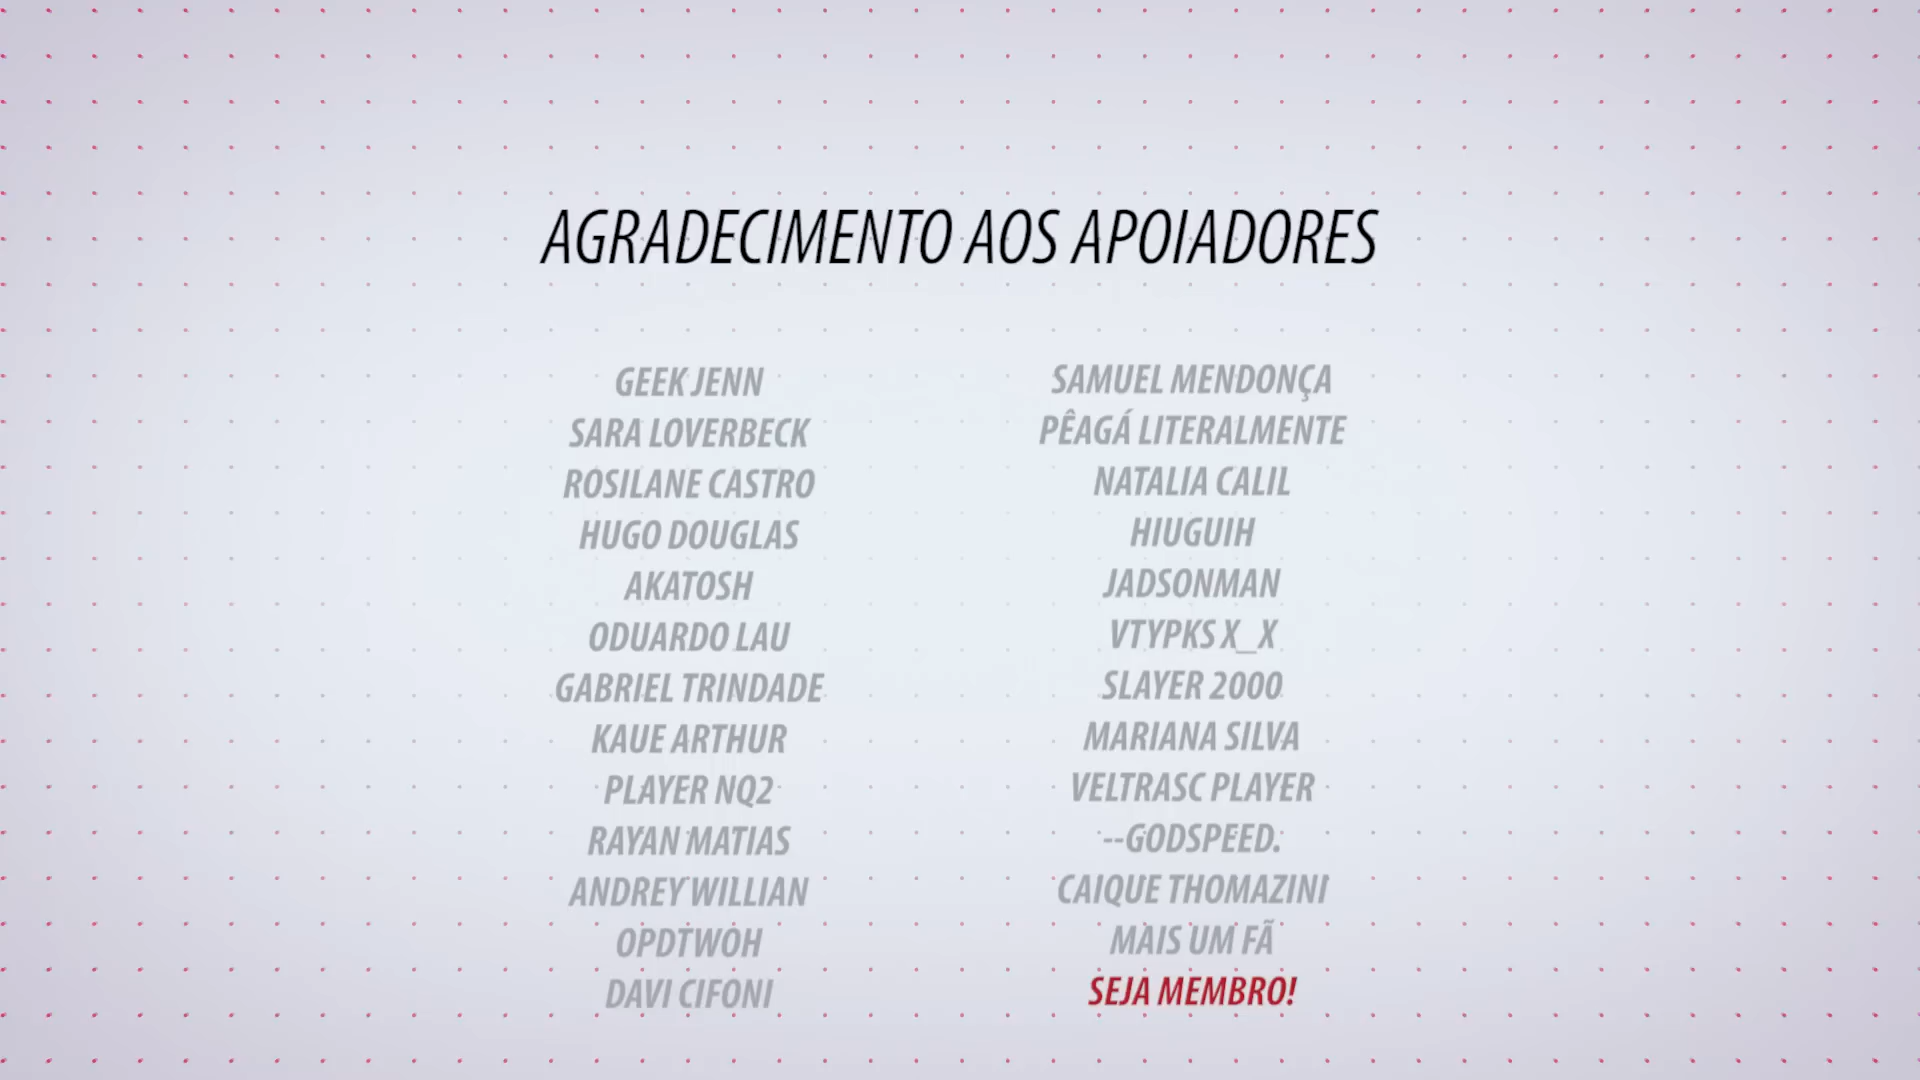 AGRADECIMENTO AOS APOIADORES
GEEK JENN
SARA LOVERBECK
ROSILANE CASTRO
HUGO DOUGLAS
AKATOSH
ODUARDO LAU
GABRIEL TRINDADE
KAUE ARTHUR
PLAYER NQ2
RAYAN MATIAS
ANDREY WILLIAN
OPDTWOH
DAVI CIFONI
SAMUEL MENDONÇA
PÊAGÁ LITERALMENTE
NATALIA CALIL
HIUGUIH
JADSONMAN
VTYPKS X_X
SLAYER 2000
MARIANA SILVA
VELTRASC PLAYER
--GODSPEED.
CAIQUE THOMAZINI
MAIS UM FÃ
SEJA MEMBRO!